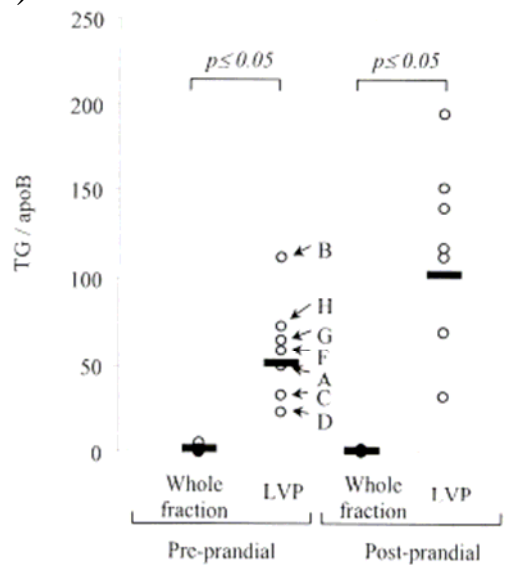 250
200
150
100
50
0
TG / apoB
p≤ 0.05
p≤ 0.05
B
H
G
F
A
C
D
Whole fraction
LVP
Whole fraction
LVP
Pre-prandial
Post-prandial